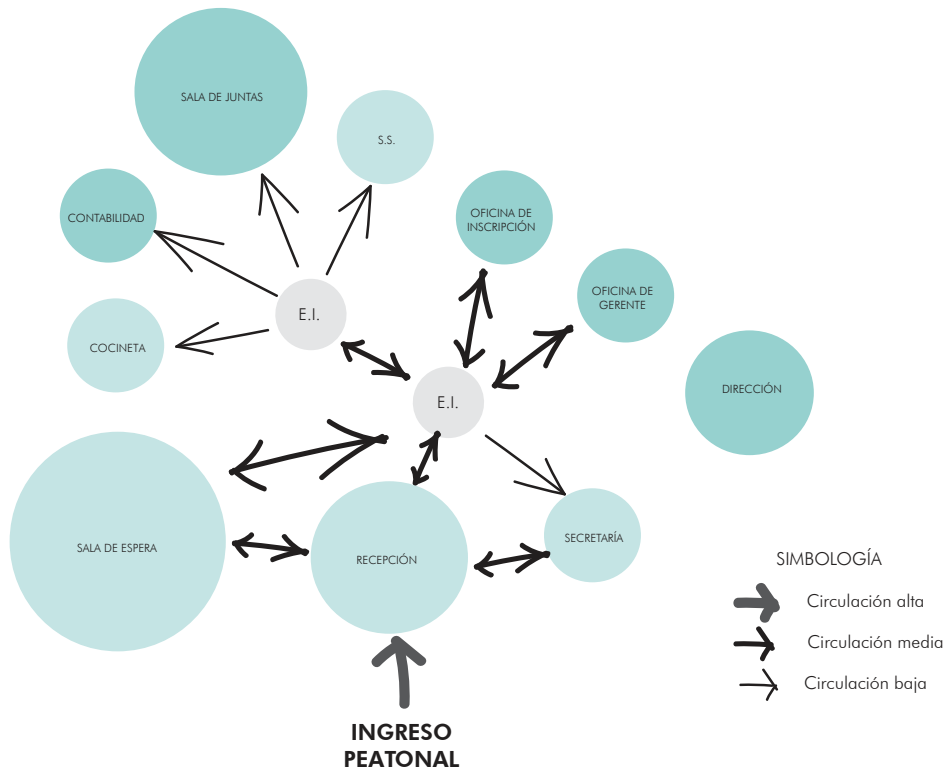 SALA DE JUNTAS
S.S.
CONTABILIDAD
OFICINA DE
INSCRIPCIÓN
OFICINA DE
GERENTE
E.I.
COCINETA
DIRECCIÓN
E.I.
SALA DE ESPERA
RECEPCIÓN
SECRETARÍA
SIMBOLOGÍA
Circulación alta
Circulación media
Circulación baja
INGRESO
PEATONAL